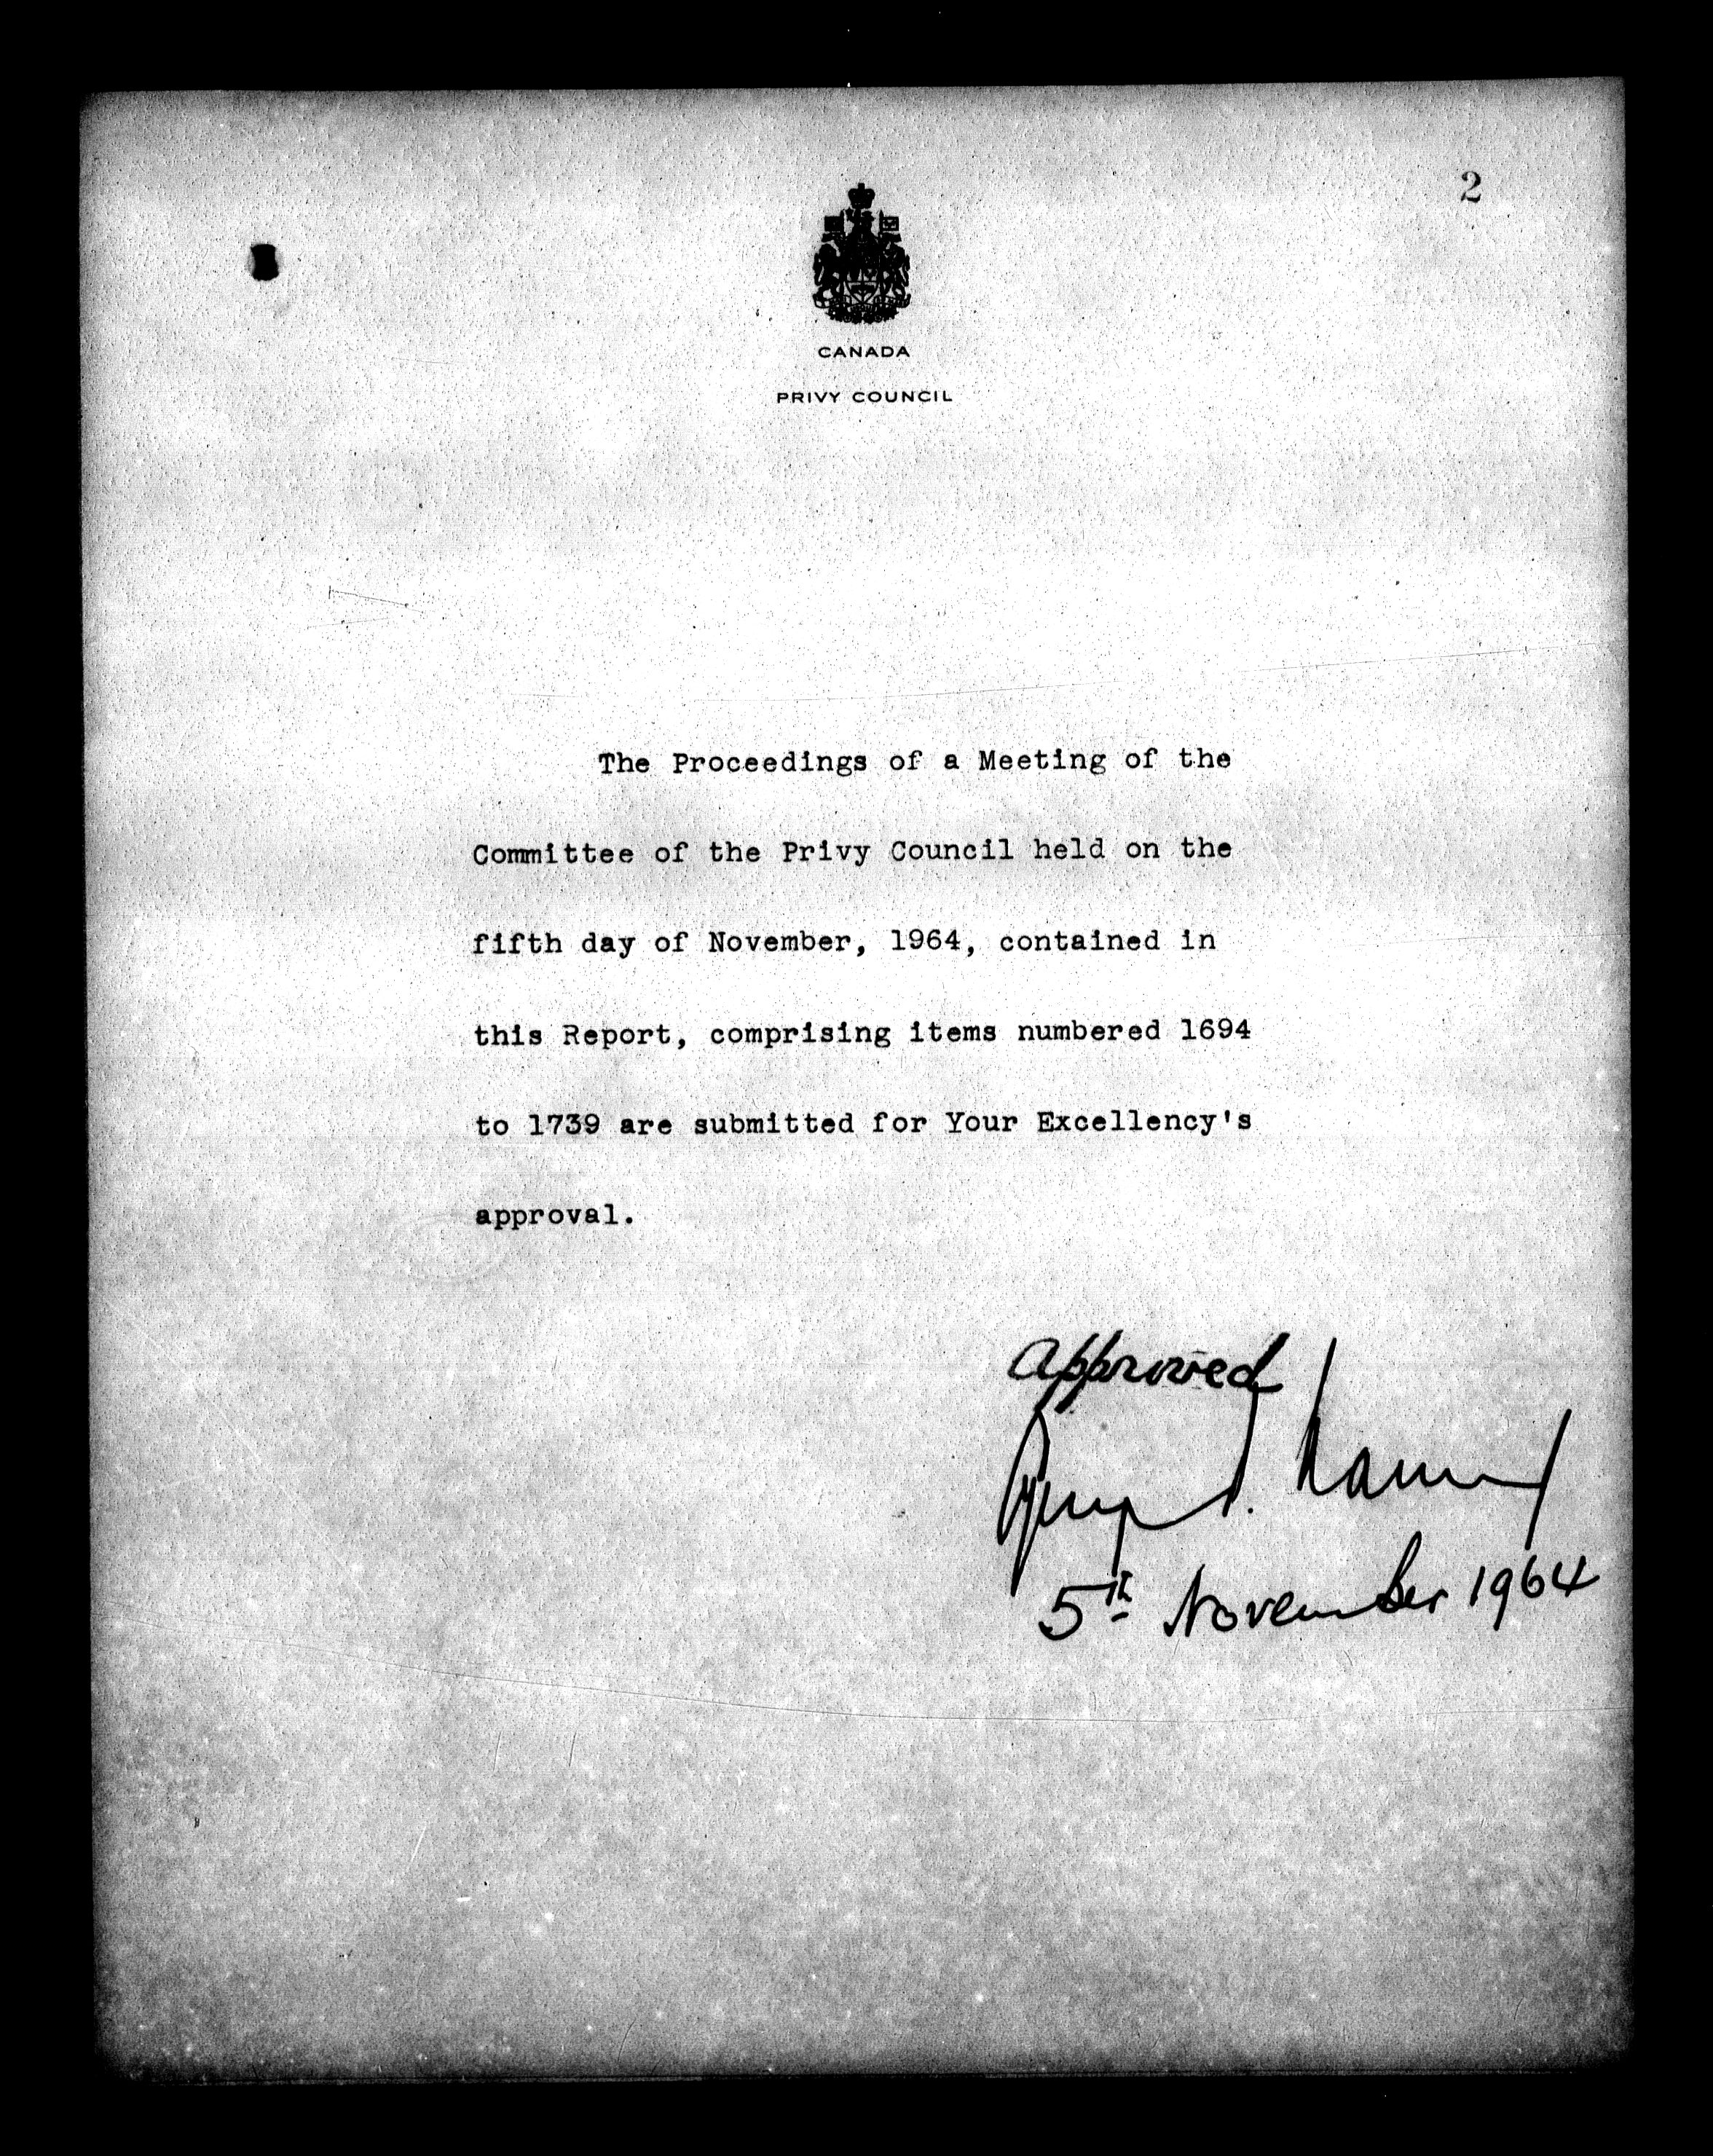 2
CANADA
PRIVY COUNCIL
The Proceedings of a Meeting of the
Committee of the Privy Council held on the
fifth day of November, 1964, contained in
this Report, comprising items numbered 1694
to 1739 are submitted for Your Excellency's
approval.
approved
5th November 1964